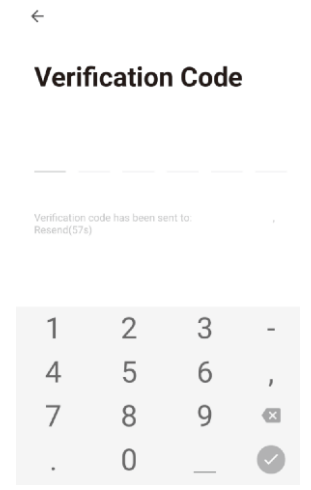 Verification Code
Verification code has been sent to: ,
Resend(57s)
1 2 3 -
4 5 6 ,
7 8 9
. 0 _